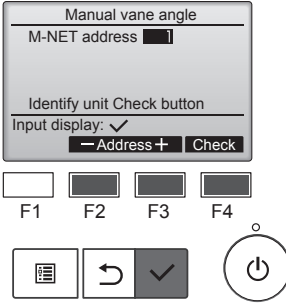 Manual vane angle
M-NET address 1
Identify unit Check button
Input display: ✓
− Address + Check
F1 F2 F3 F4